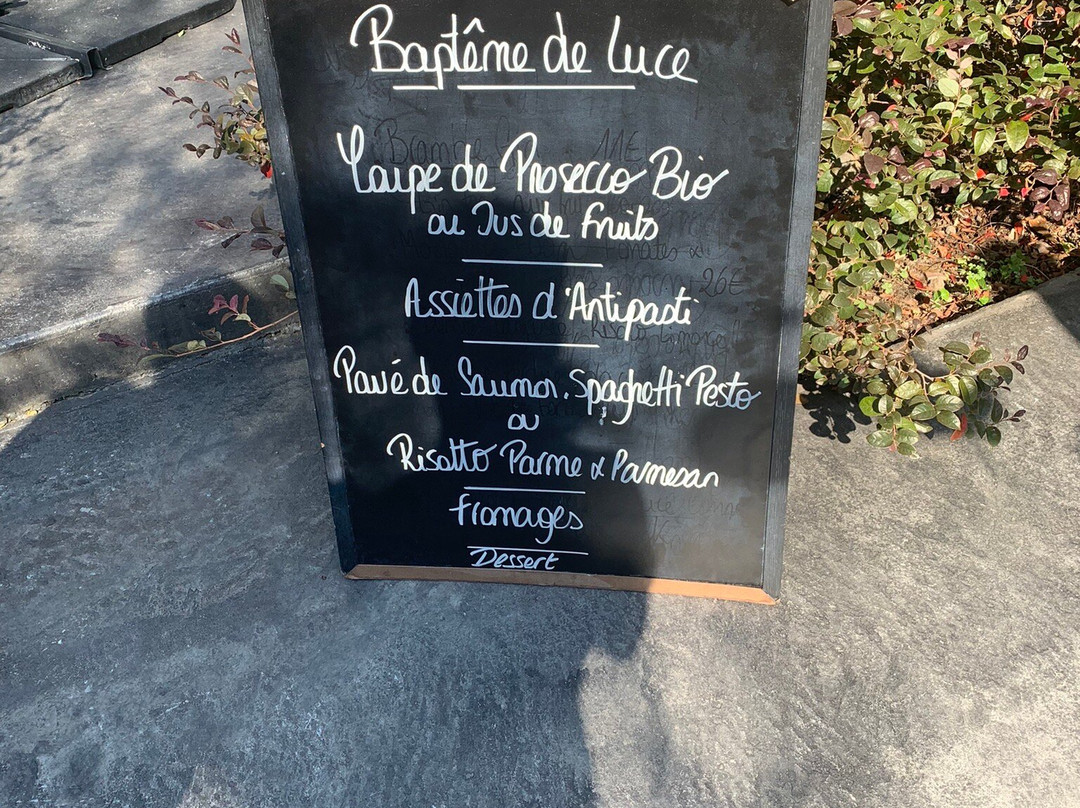 Baptême de Luce
Coupe de Prosecco Bio
ou Jus de Fruits
Assiettes d'Antipasti
Pavé de Saumon. Spaghetti Pesto
ou
Risotto Parme & Parmesan
Fromages
Dessert